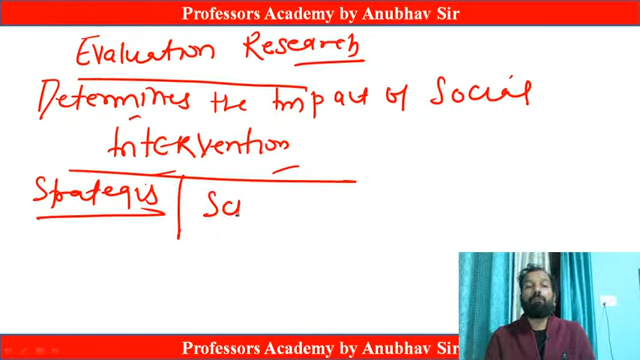 Professors Academy by Anubhav Sir
Evaluation Research
Determines the Impact of Social
Intervention
Strategis
Sc
Professors Academy by Anubhav Sir